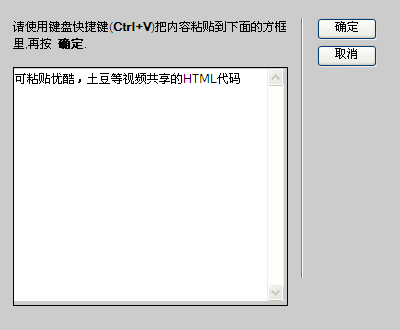 请使用键盘快捷键(Ctrl+V)把内容粘贴到下面的方框
里,再按 确定.
确定
取消
可粘贴优酷，土豆等视频共享的HTML代码